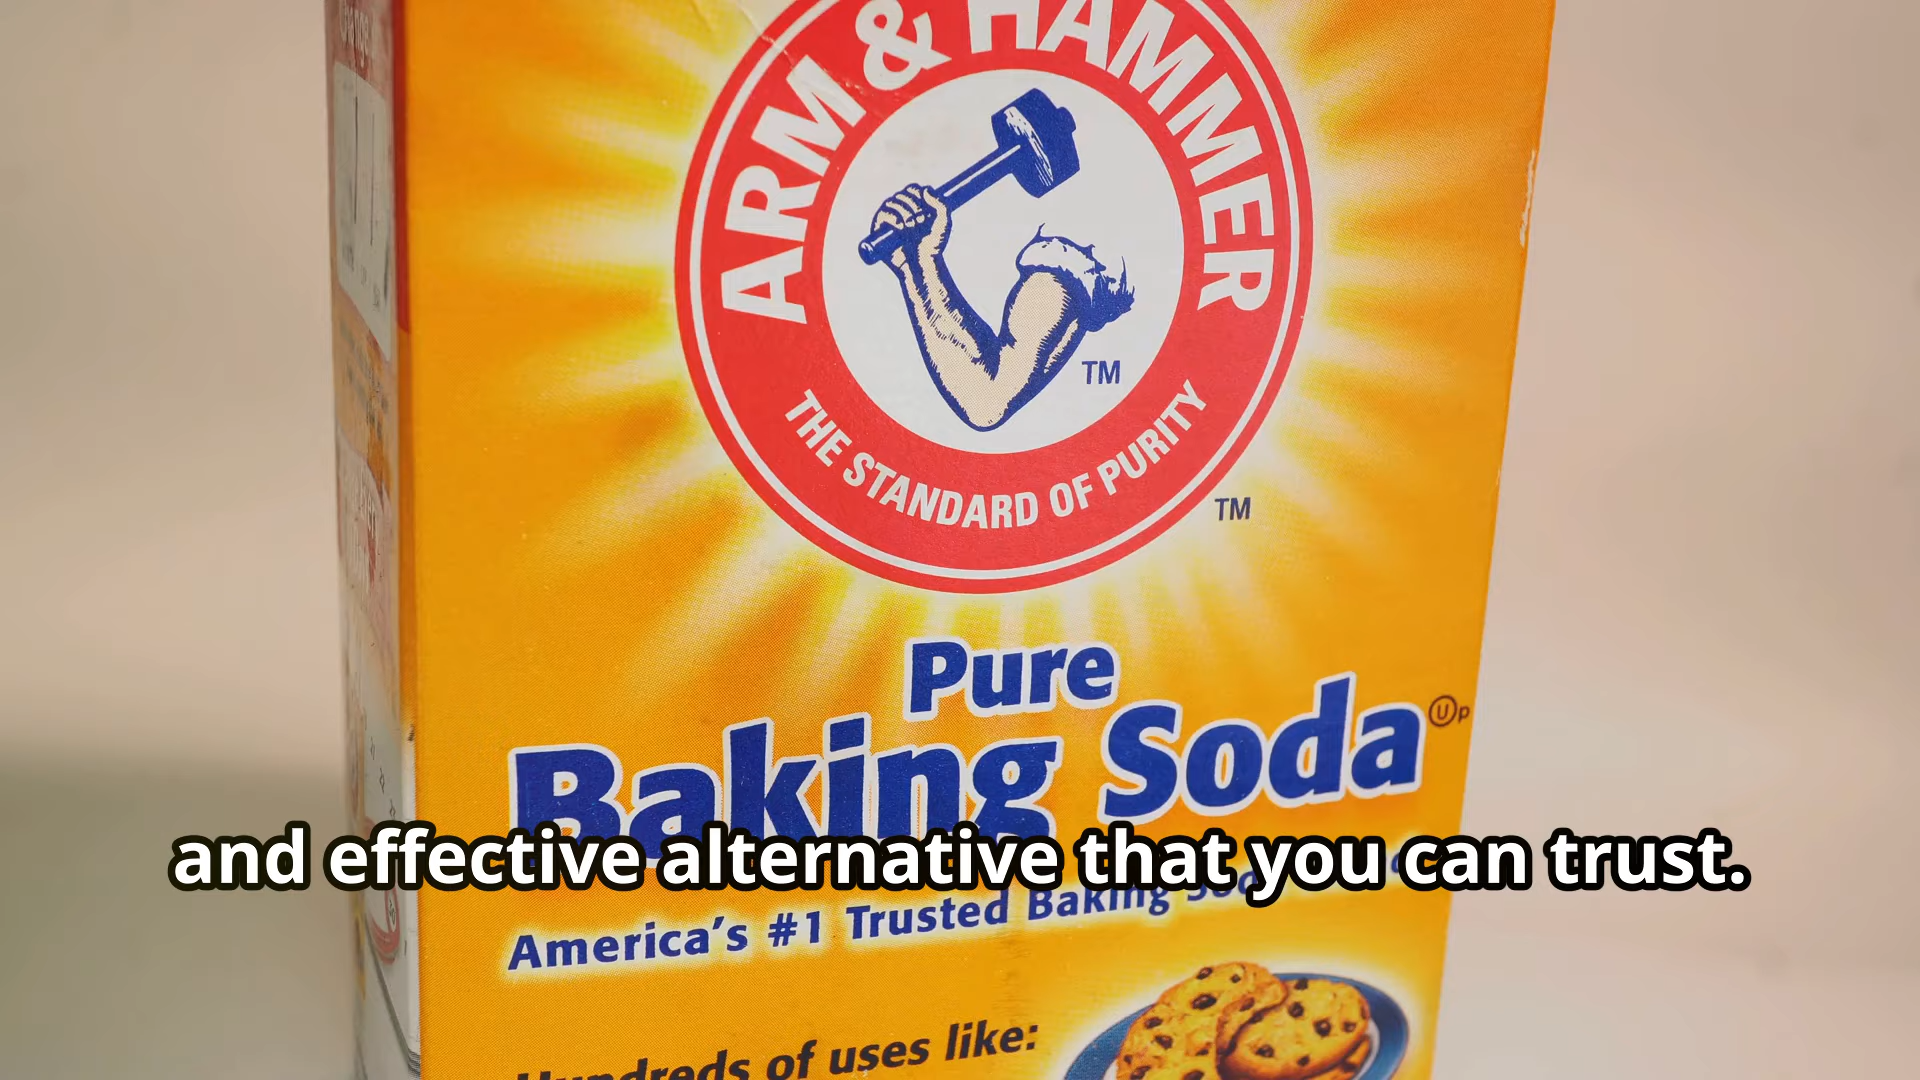 ARM & HAMMER
TM
THE STANDARD OF PURITY
TM
Pure
Baking Soda
U P
and effective alternative that you can trust.
America's #1 Trusted Baking
Hundreds of uses like: